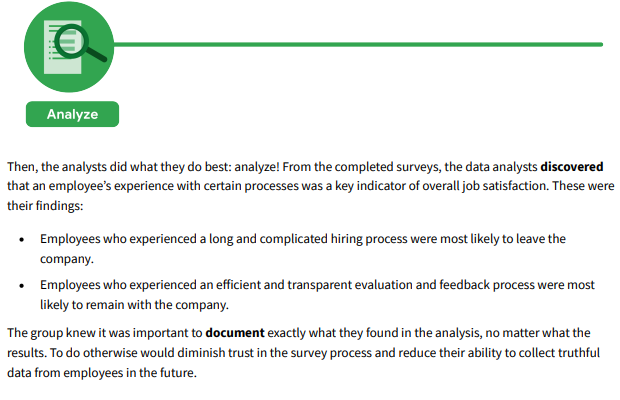 Analyze
Then, the analysts did what they do best: analyze! From the completed surveys, the data analysts discovered
that an employee’s experience with certain processes was a key indicator of overall job satisfaction. These were
their findings:
• Employees who experienced a long and complicated hiring process were most likely to leave the
company.
• Employees who experienced an efficient and transparent evaluation and feedback process were most
likely to remain with the company.
The group knew it was important to document exactly what they found in the analysis, no matter what the
results. To do otherwise would diminish trust in the survey process and reduce their ability to collect truthful
data from employees in the future.